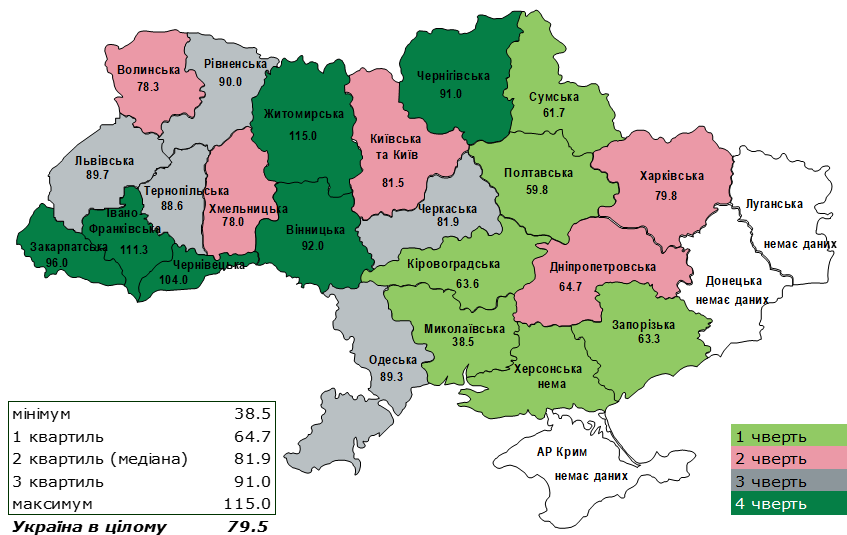 Волинська
78.3
Рівненська
90.0
Житомирська
115.0
Чернігівська
91.0
Сумська
61.7
Київська
та Київ
81.5
Львівська
89.7
Тернопільська
88.6
Хмельницька
78.0
Полтавська
59.8
Харківська
79.8
Луганська
немає даних
Івано-
Франківська
111.3
Закарпатська
96.0
Чернівецька
104.0
Вінницька
92.0
Черкаська
81.9
Кіровоградська
63.6
Дніпропетровська
64.7
Донецька
немає даних
Миколаївська
38.5
Запорізька
63.3
Одеська
89.3
Херсонська
нема
АР Крим
немає даних
мінімум 38.5
1 квартиль 64.7
2 квартиль (медіана) 81.9
3 квартиль 91.0
максимум 115.0
Україна в цілому 79.5
1 чверть
2 чверть
3 чверть
4 чверть